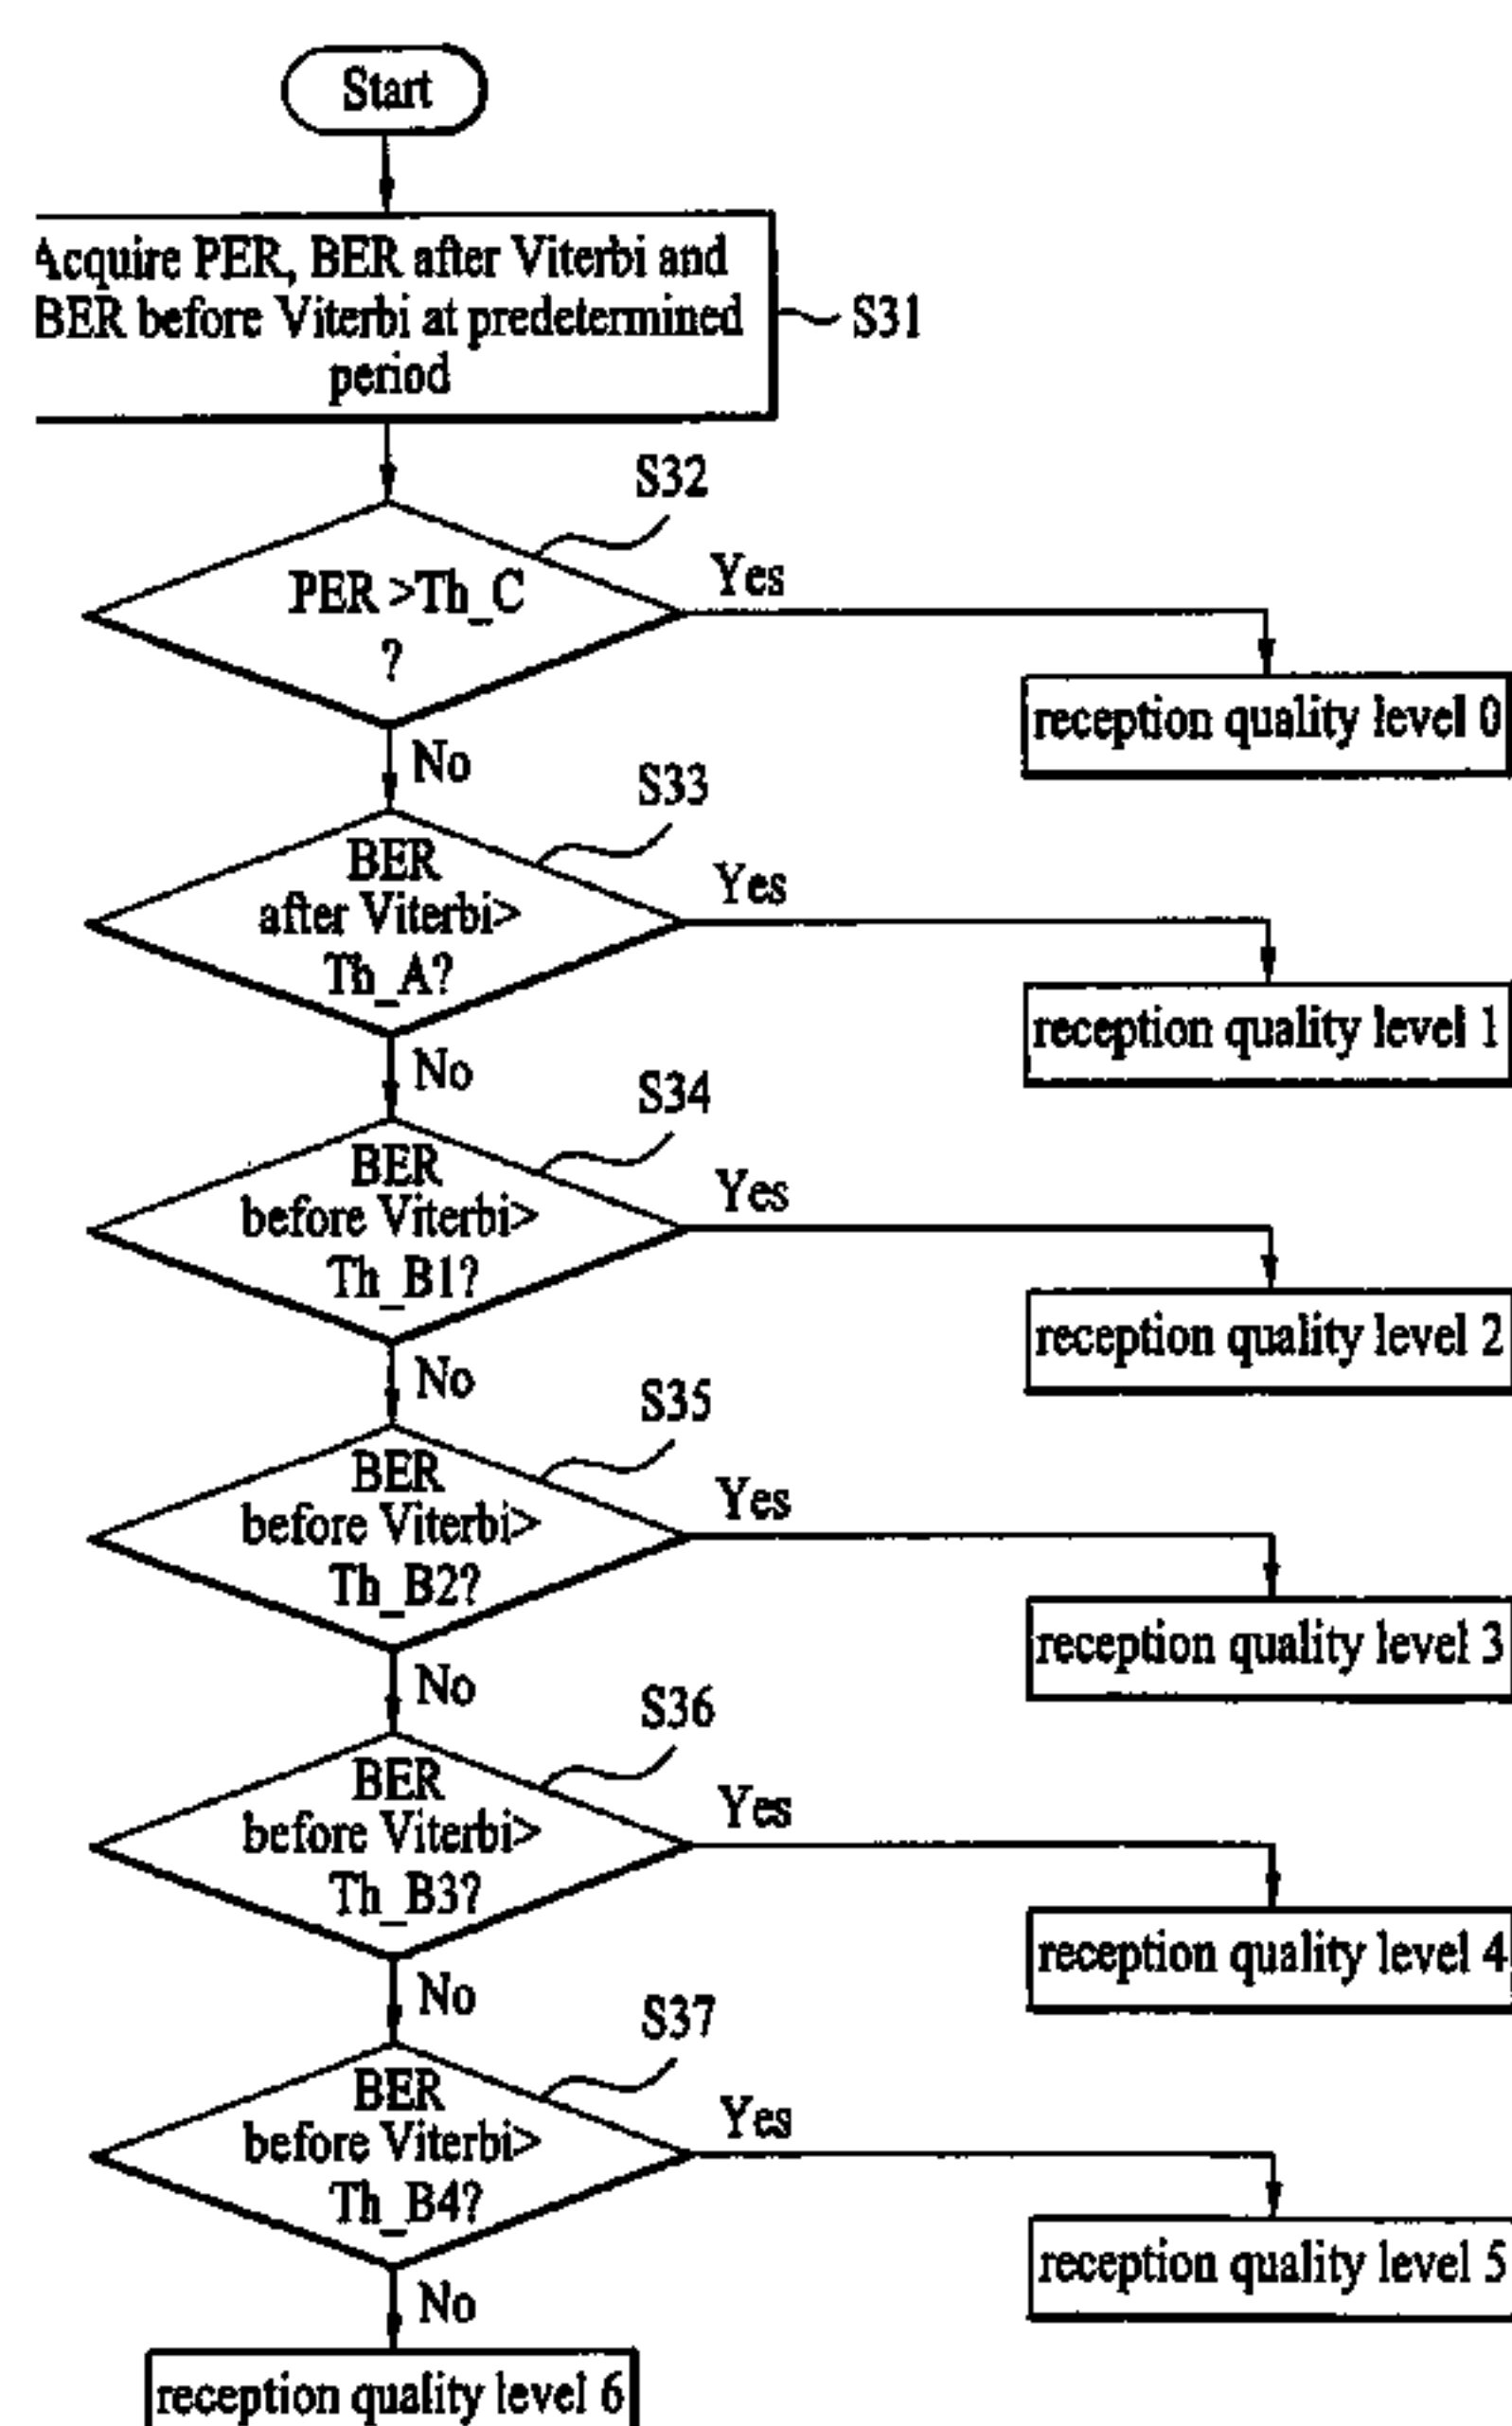 Start
Acquire PER, BER after Viterbi and
BER before Viterbi at predetermined
period
S31
S32
PER >Th_C
?
Yes
reception quality level 0
No
S33
BER
after Viterbi>
Th_A?
Yes
reception quality level 1
No
S34
BER
before Viterbi>
Th_B1?
Yes
reception quality level 2
No
S35
BER
before Viterbi>
Th_B2?
Yes
reception quality level 3
No
S36
BER
before Viterbi>
Th_B3?
Yes
reception quality level 4
No
S37
BER
before Viterbi>
Th_B4?
Yes
reception quality level 5
No
reception quality level 6